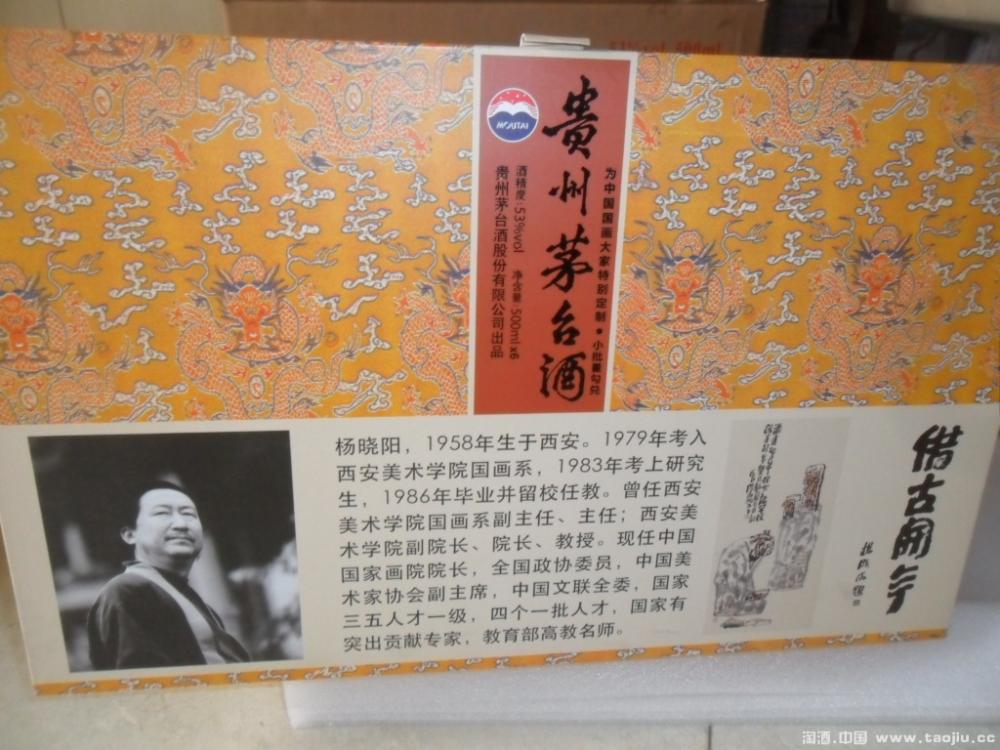 53%vol 500ml
MOUTAI
贵州茅台酒
为中国国画大家特别定制·小批量勾兑
酒精度：53%vol 净含量：500ml x6
贵州茅台酒股份有限公司出品
杨晓阳，1958年生于西安。1979年考入
西安美术学院国画系，1983年考上研究
生，1986年毕业并留校任教。曾任西安
美术学院国画系副主任、主任；西安美
术学院副院长、院长、教授。现任中国
国家画院院长，全国政协委员，中国美
术家协会副主席，中国文联全委，国家
三五人才一级，四个一批人才，国家有
突出贡献专家，教育部高教名师。
借古开今
淘酒.中国 www.taojiu.cc